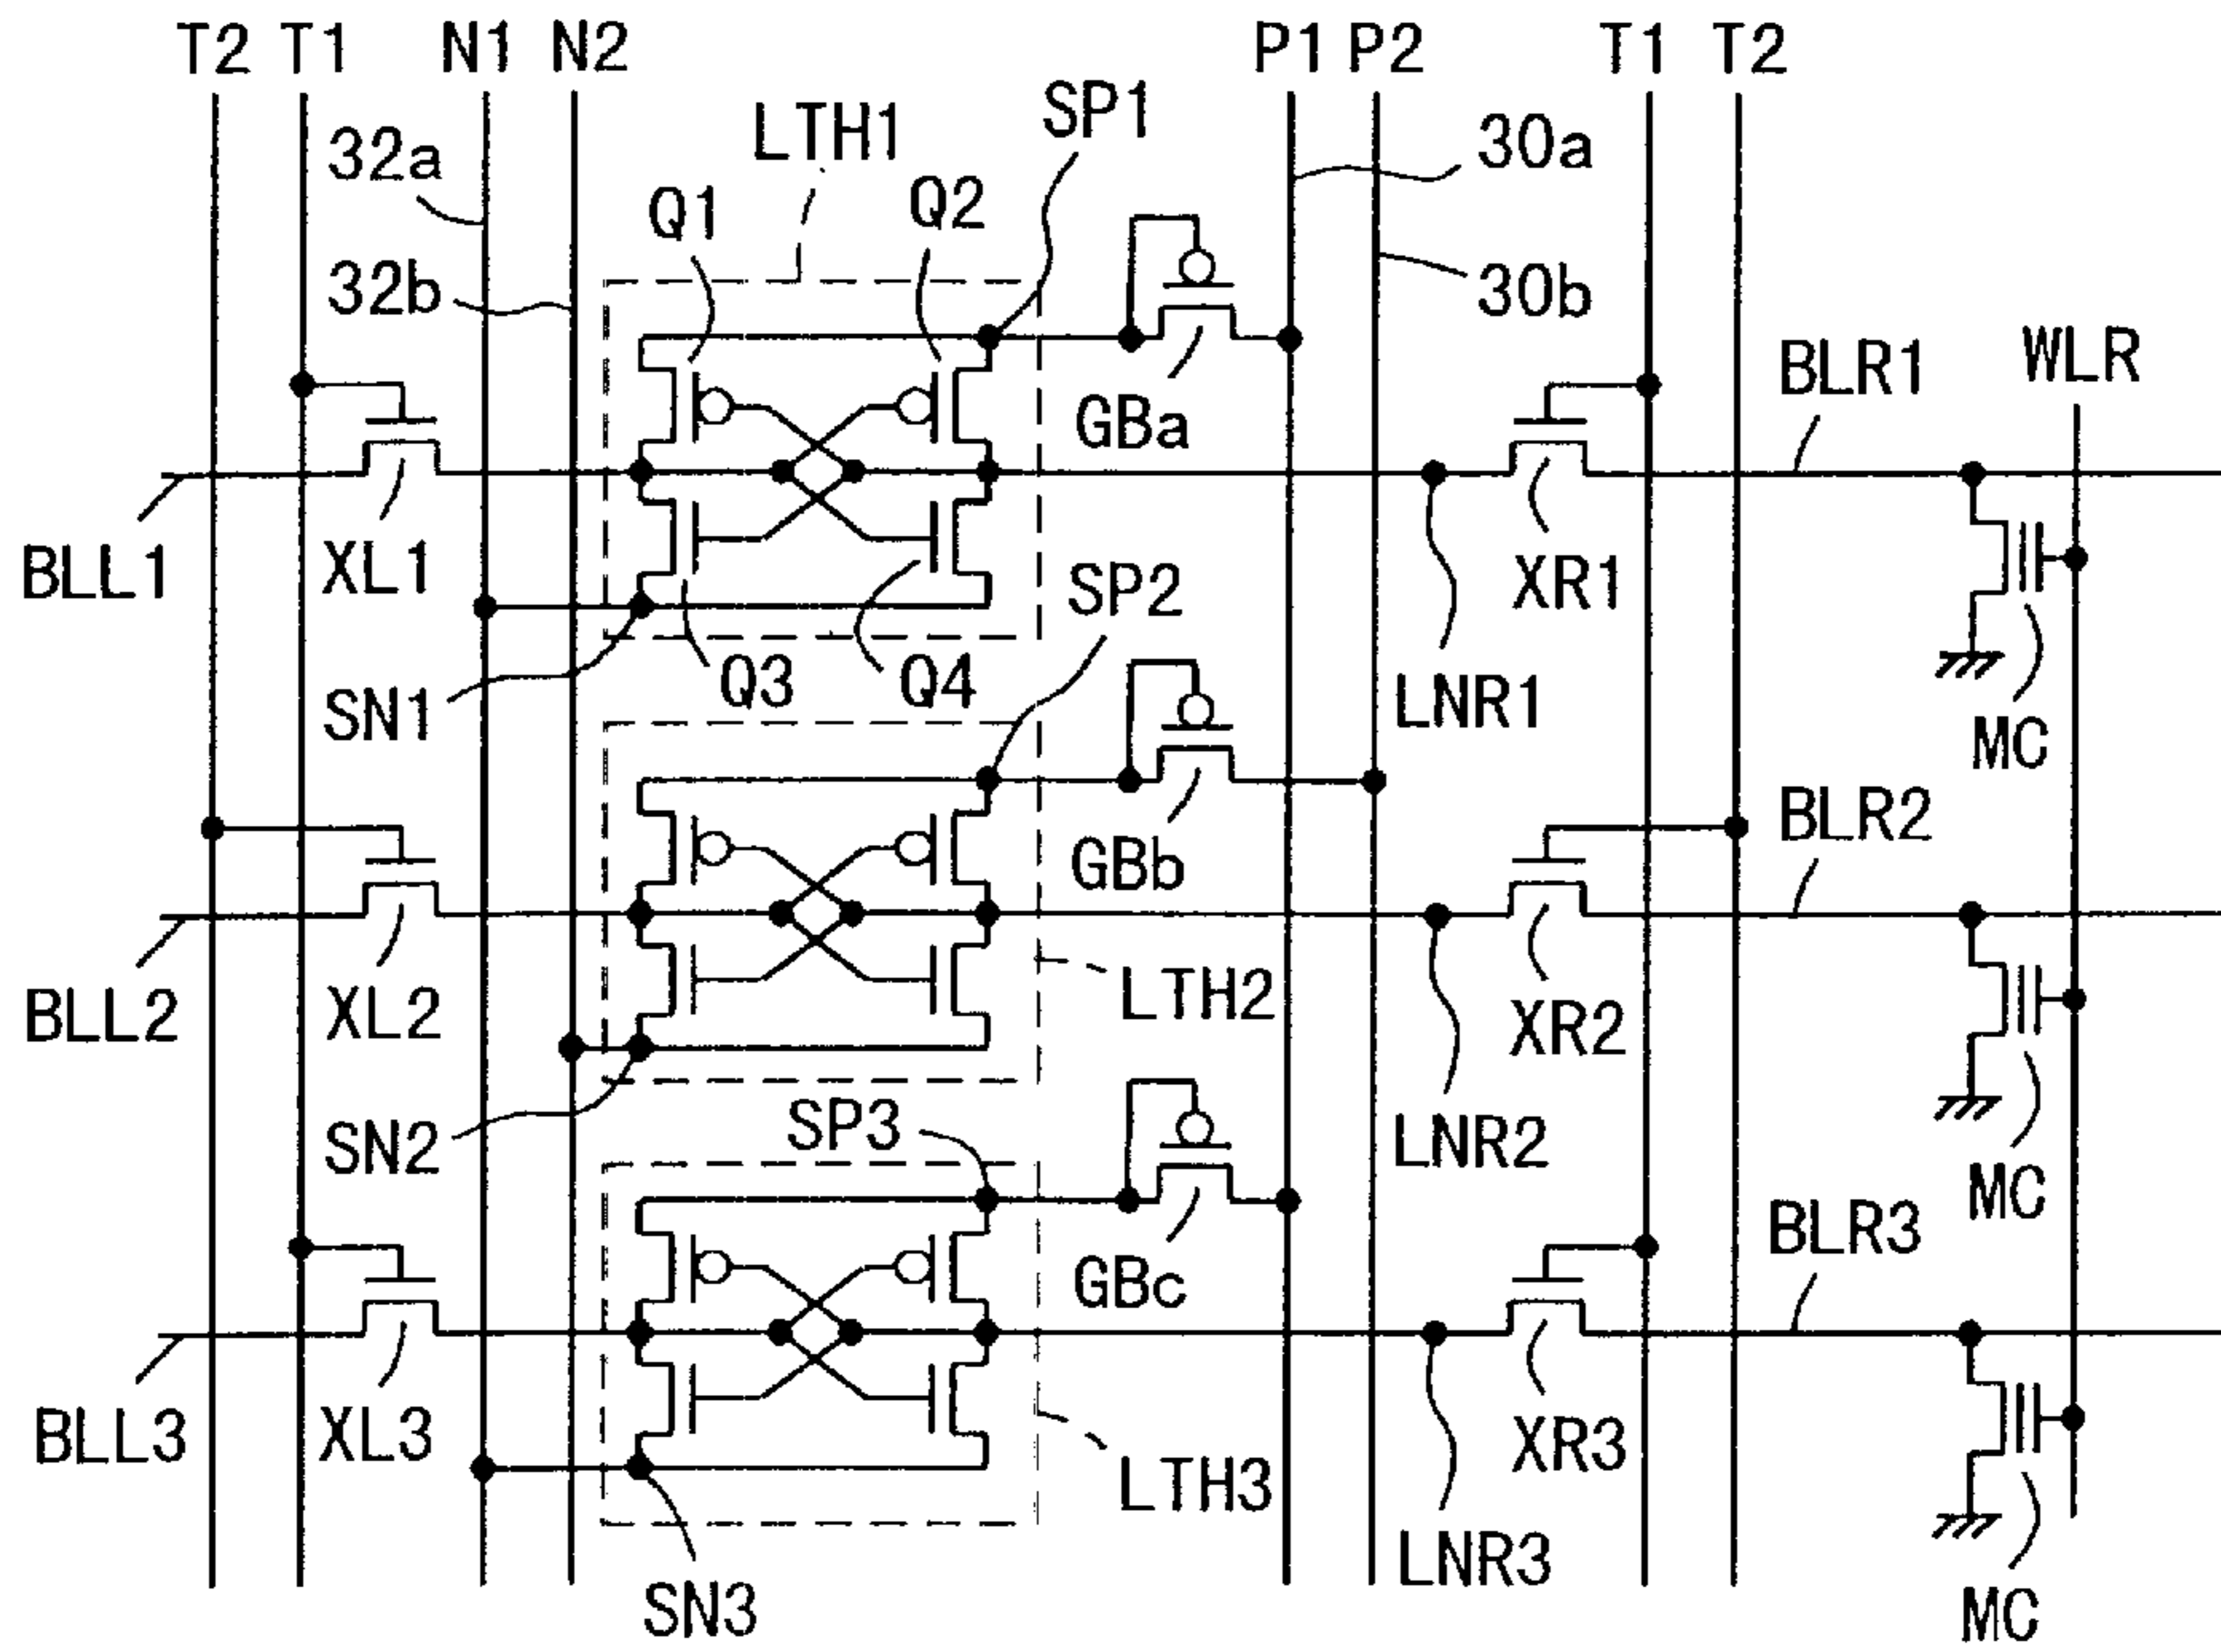 T2 T1 N1 N2 P1 P2 T1 T2
LTH1
SP1
32a
30a
Q1
Q2
32b
30b
WLR
BLR1
GBa
BLL1
XL1
XR1
SP2
SN1
Q3
Q4
LNR1
MC
BLR2
GBb
BLL2
XL2
LTH2
XR2
SN2
SP3
LNR2
MC
BLR3
GBc
BLL3
XL3
XR3
LTH3
LNR3
SN3
MC